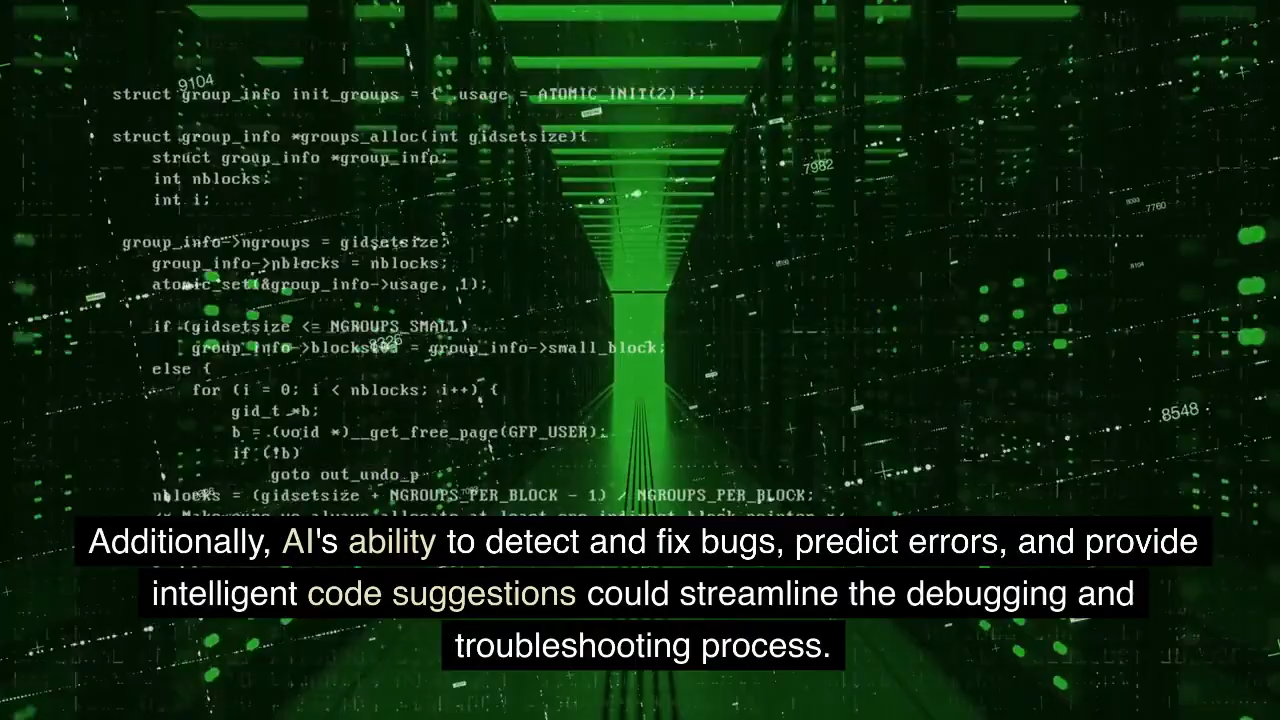 9104
struct group_info init_groups = { .usage = ATOMIC_INIT(2) };
struct group_info *groups_alloc(int gidsetsize){
struct group_info *group_info;
int nblocks;
7982
int i;
7760
group_info->ngroups = gidsetsize;
group_info->nblocks = nblocks;
atomic_set(&group_info->usage, 1);
if (gidsetsize <= NGROUPS_SMALL)
8326
group_info->blocks = group_info->small_block;
else {
for (i = 0; i < nblocks; i++) {
gid_t *b;
8548
b = (void *)__get_free_page(GFP_USER);
if (!b)
goto out_undo_p
nblocks = (gidsetsize + NGROUPS_PER_BLOCK - 1) / NGROUPS_PER_BLOCK;
Additionally, AI's ability to detect and fix bugs, predict errors, and provide
intelligent code suggestions could streamline the debugging and
troubleshooting process.